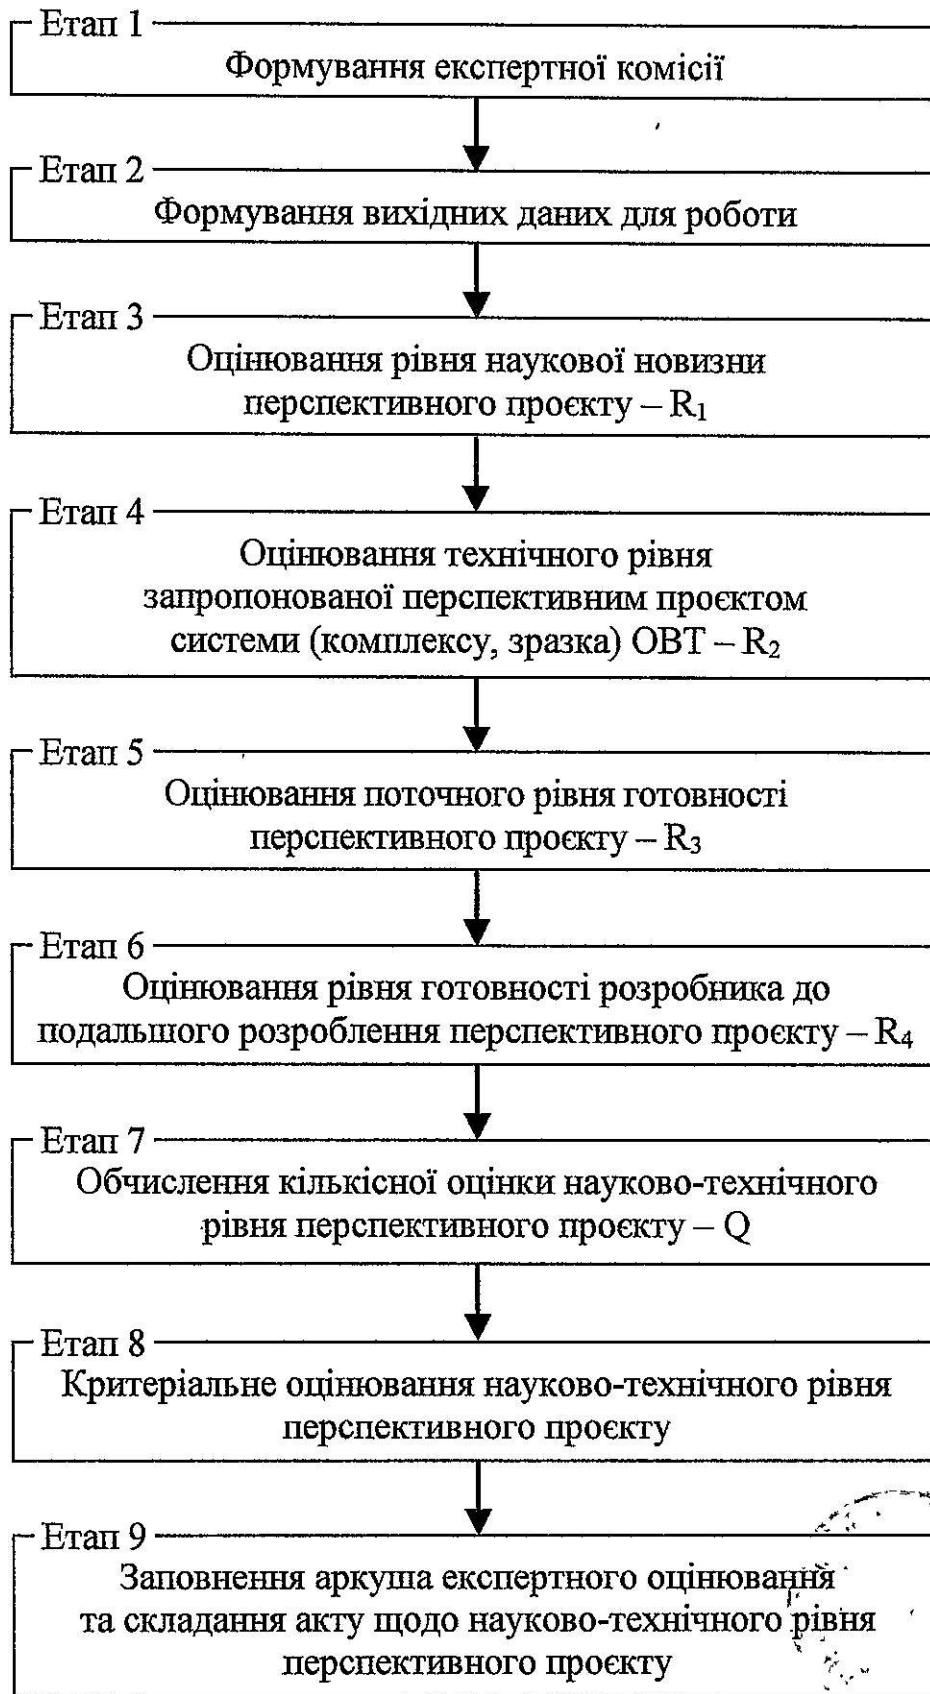 Етап 1
Формування експертної комісії
Етап 2
Формування вихідних даних для роботи
Етап 3
Оцінювання рівня наукової новизни
перспективного проєкту – R₁
Етап 4
Оцінювання технічного рівня
запропонованої перспективним проєктом
системи (комплексу, зразка) ОВТ – R₂
Етап 5
Оцінювання поточного рівня готовності
перспективного проєкту – R₃
Етап 6
Оцінювання рівня готовності розробника до
подальшого розроблення перспективного проєкту – R₄
Етап 7
Обчислення кількісної оцінки науково-технічного
рівня перспективного проєкту – Q
Етап 8
Критеріальне оцінювання науково-технічного рівня
перспективного проєкту
Етап 9
Заповнення аркуша експертного оцінювання
та складання акту щодо науково-технічного рівня
перспективного проєкту